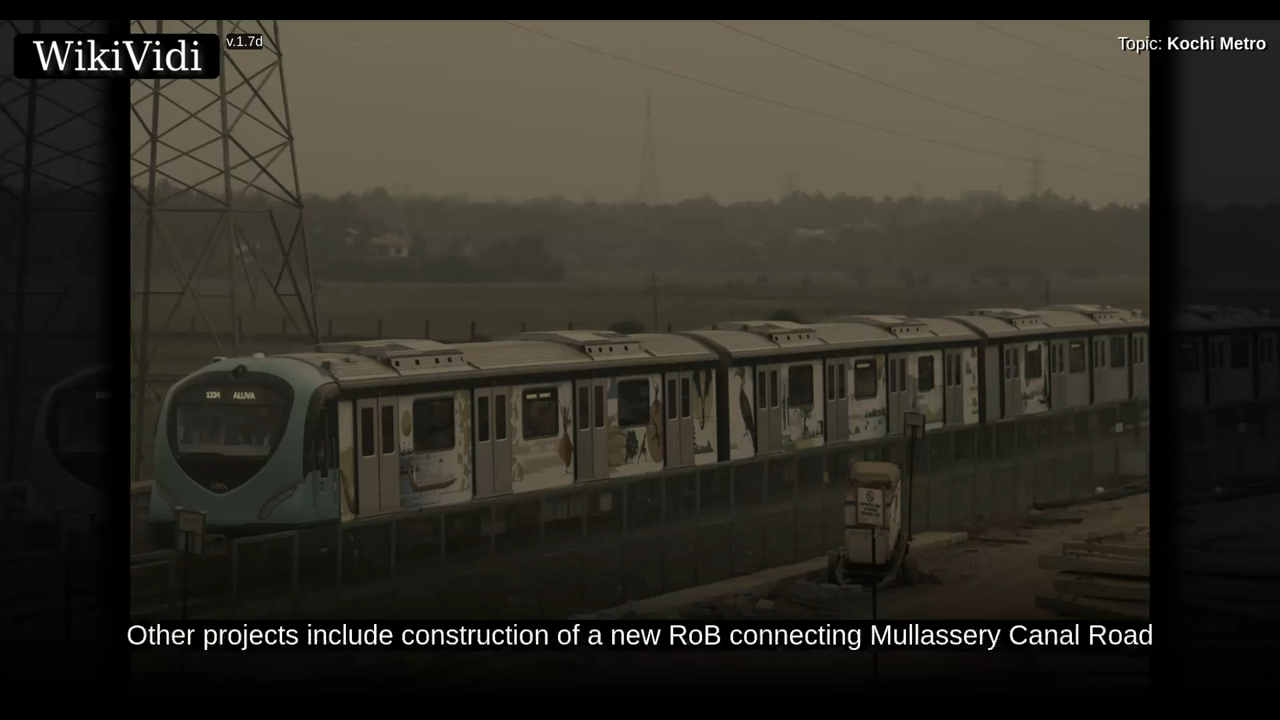 WikiVidi
v.1.7d
Topic: Kochi Metro
1234 ALUVA
Other projects include construction of a new RoB connecting Mullassery Canal Road